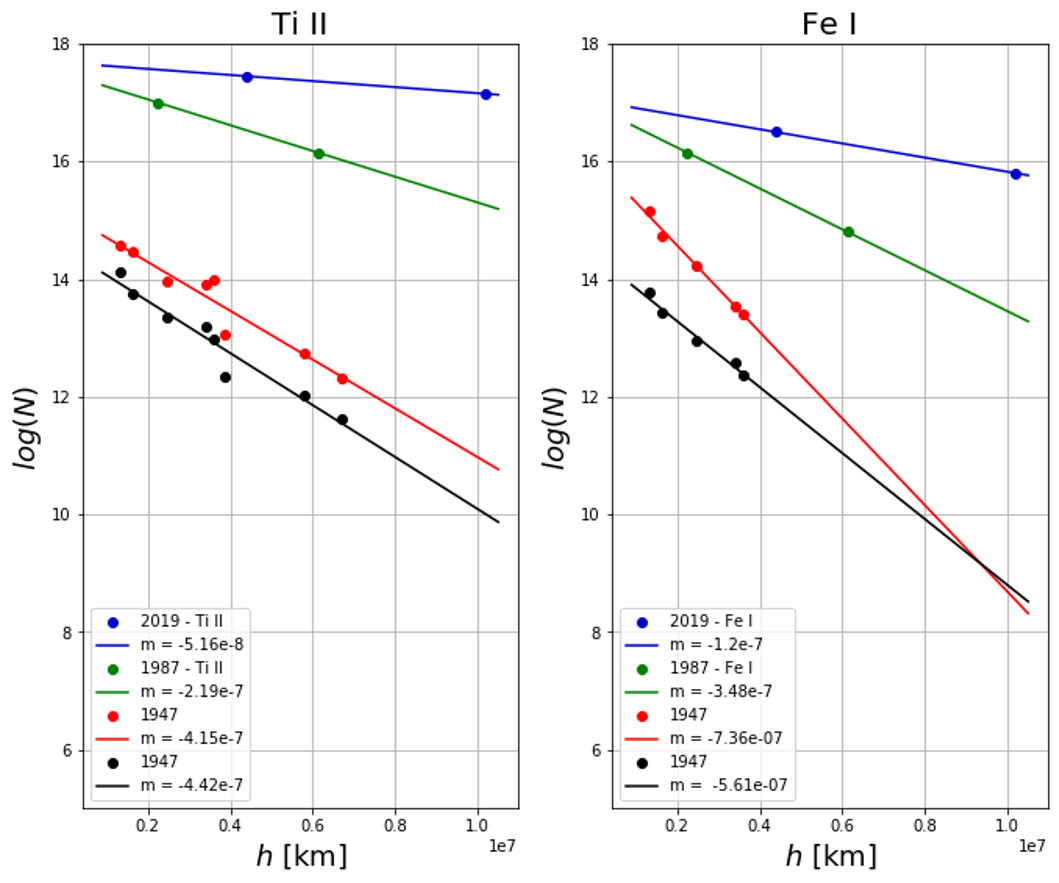 Ti II
18
16
14
12
10
8
6
log(N)
2019 - Ti II
m = -5.16e-8
1987 - Ti II
m = -2.19e-7
1947
m = -4.15e-7
1947
m = -4.42e-7
0.2 0.4 0.6 0.8 1.0
1e7
h [km]
Fe I
18
16
14
12
10
8
6
log(N)
2019 - Fe I
m = -1.2e-7
1987 - Fe I
m = -3.48e-7
1947
m = -7.36e-07
1947
m =  -5.61e-07
0.2 0.4 0.6 0.8 1.0
1e7
h [km]